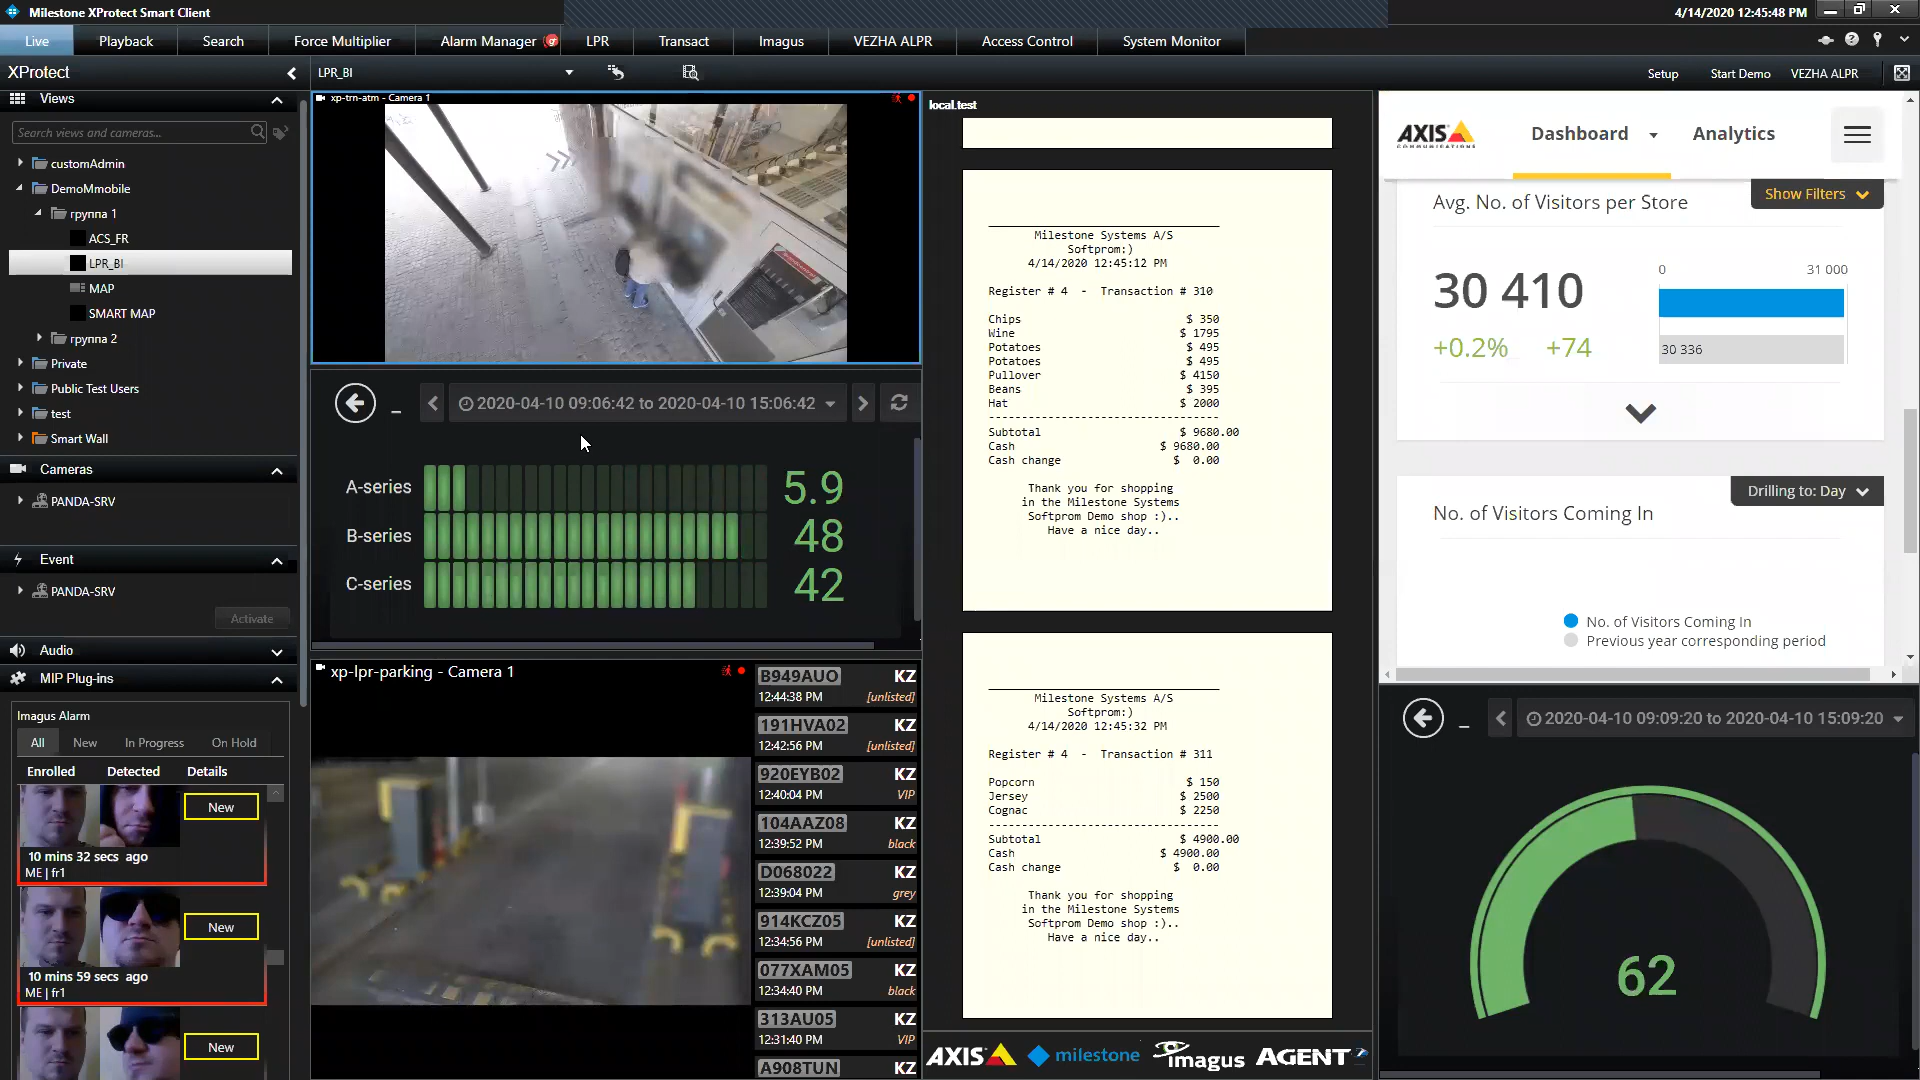 Milestone XProtect Smart Client
4/14/2020 12:45:48 PM
Live
Playback
Search
Force Multiplier
Alarm Manager
LPR
Transact
Imagus
VEZHA ALPR
Access Control
System Monitor
XProtect
LPR_BI
Setup
Start Demo
VEZHA ALPR
Views
Search views and cameras...
customAdmin
DemoMmobile
группа 1
ACS_FR
LPR_BI
MAP
SMART MAP
группа 2
Private
Public Test Users
test
Smart Wall
Cameras
PANDA-SRV
Event
PANDA-SRV
Activate
Audio
MIP Plug-ins
Imagus Alarm
All New In Progress On Hold
Enrolled Detected Details
New
10 mins 32 secs ago
ME | fr1
New
10 mins 59 secs ago
ME | fr1
New
xp-trn-atm - Camera 1
2020-04-10 09:06:42 to 2020-04-10 15:06:42
A-series 5.9
B-series 48
C-series 42
xp-lpr-parking - Camera 1
B949AUO KZ
12:44:38 PM [unlisted]
191HVA02 KZ
12:42:56 PM [unlisted]
920EYB02 KZ
12:40:04 PM VIP
104AAZ08 KZ
12:39:52 PM black
D068022 KZ
12:39:04 PM grey
914KCZ05 KZ
12:34:56 PM [unlisted]
077XAM05 KZ
12:34:40 PM black
313AU05 KZ
12:31:40 PM VIP
A908TUN KZ
local.test
Milestone Systems A/S
Softprom:)
4/14/2020 12:45:12 PM
Register # 4 - Transaction # 310
Chips $ 350
Wine $ 1795
Potatoes $ 495
Potatoes $ 495
Pullover $ 4150
Beans $ 395
Hat $ 2000
Subtotal $ 9680.00
Cash $ 9680.00
Cash change $ 0.00
Thank you for shopping
in the Milestone Systems
Softprom Demo shop :)..
Have a nice day..
Milestone Systems A/S
Softprom:)
4/14/2020 12:45:32 PM
Register # 4 - Transaction # 311
Popcorn $ 150
Jersey $ 2500
Cognac $ 2250
Subtotal $ 4900.00
Cash $ 4900.00
Cash change $ 0.00
Thank you for shopping
in the Milestone Systems
Softprom Demo shop :)..
Have a nice day..
AXIS milestone imagus AGENT
AXIS
COMMUNICATIONS
Dashboard
Analytics
Show Filters
Avg. No. of Visitors per Store
30 410
+0.2% +74
0 31 000
30 336
Drilling to: Day
No. of Visitors Coming In
No. of Visitors Coming In
Previous year corresponding period
2020-04-10 09:09:20 to 2020-04-10 15:09:20
62